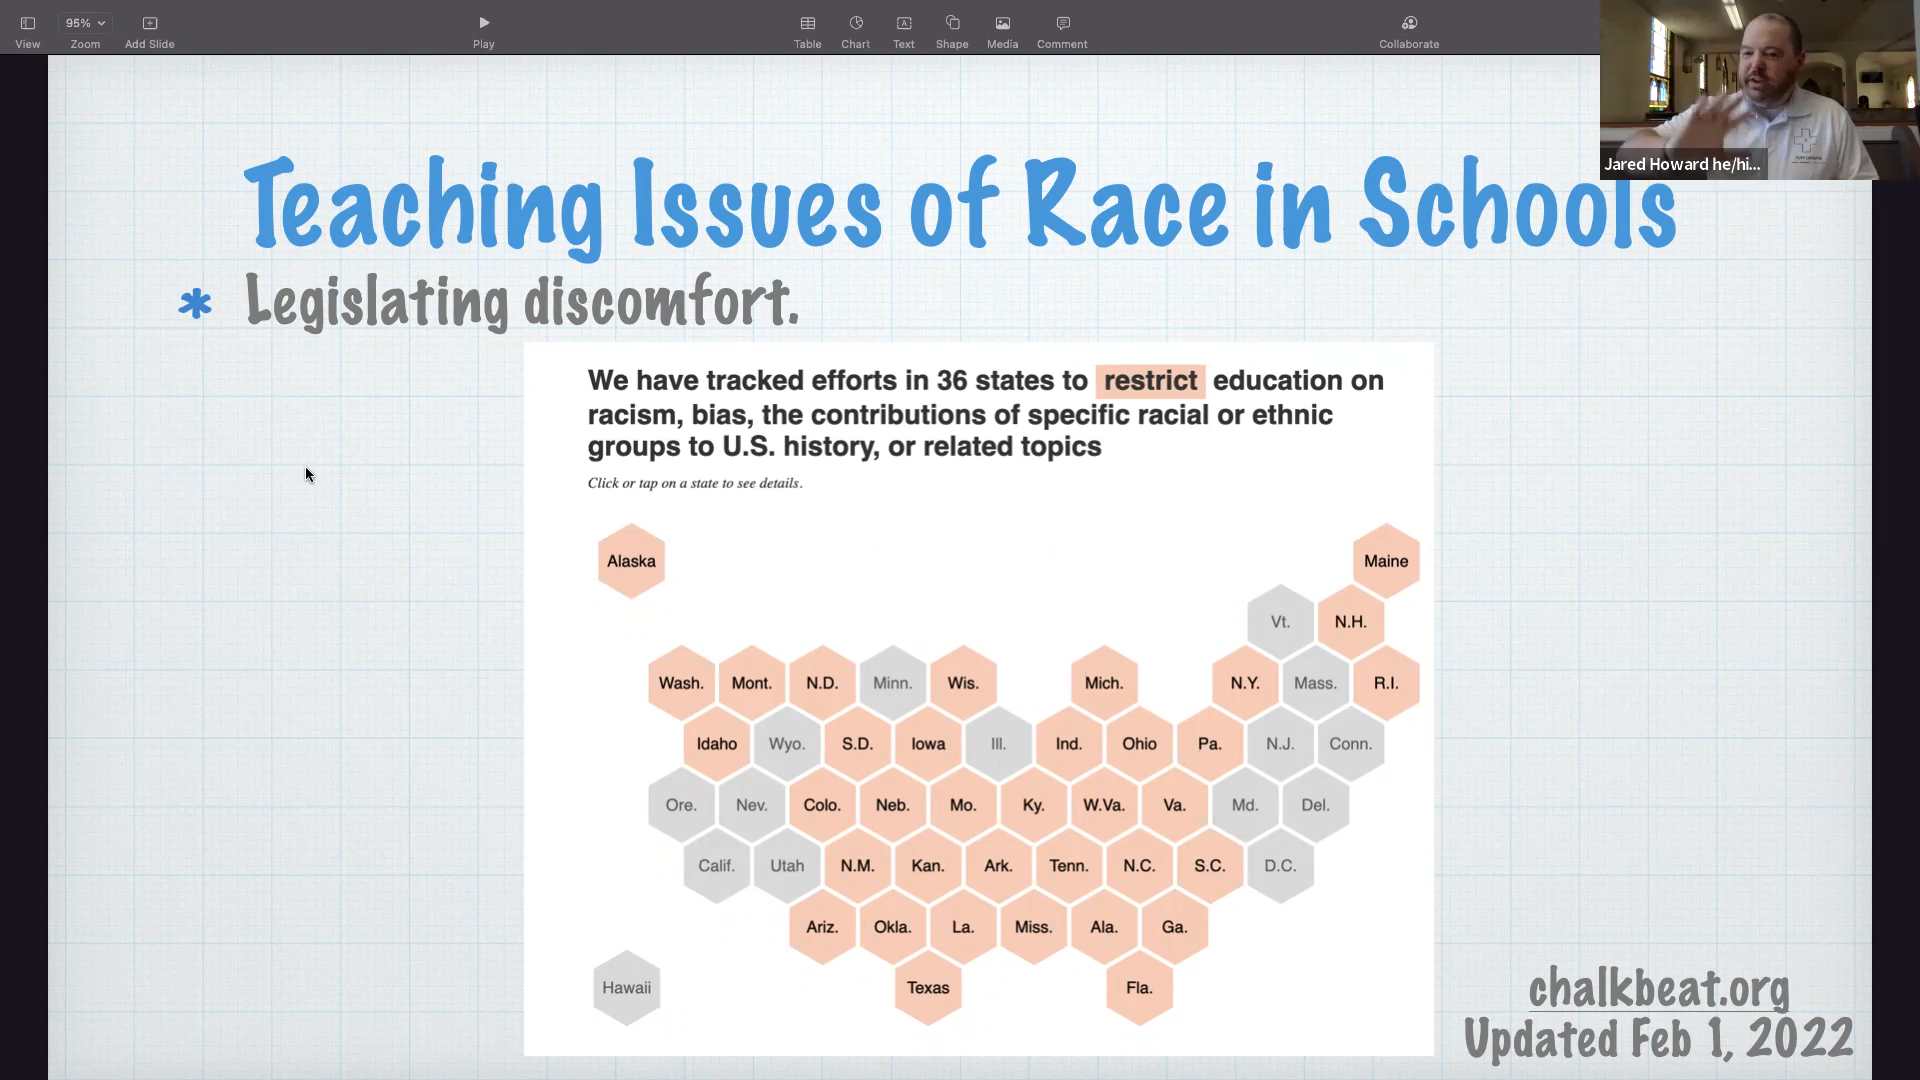 95%
View
Zoom
Add Slide
Play
Table
Chart
Text
Shape
Media
Comment
Collaborate
Jared Howard he/hi...
Teaching Issues of Race in Schools
* Legislating discomfort.
We have tracked efforts in 36 states to restrict education on
racism, bias, the contributions of specific racial or ethnic
groups to U.S. history, or related topics
Click or tap on a state to see details.
Alaska Maine
Vt. N.H.
Wash. Mont. N.D. Minn. Wis. Mich. N.Y. Mass. R.I.
Idaho Wyo. S.D. Iowa Ill. Ind. Ohio Pa. N.J. Conn.
Ore. Nev. Colo. Neb. Mo. Ky. W.Va. Va. Md. Del.
Calif. Utah N.M. Kan. Ark. Tenn. N.C. S.C. D.C.
Ariz. Okla. La. Miss. Ala. Ga.
Hawaii Texas Fla.
chalkbeat.org
Updated Feb 1, 2022